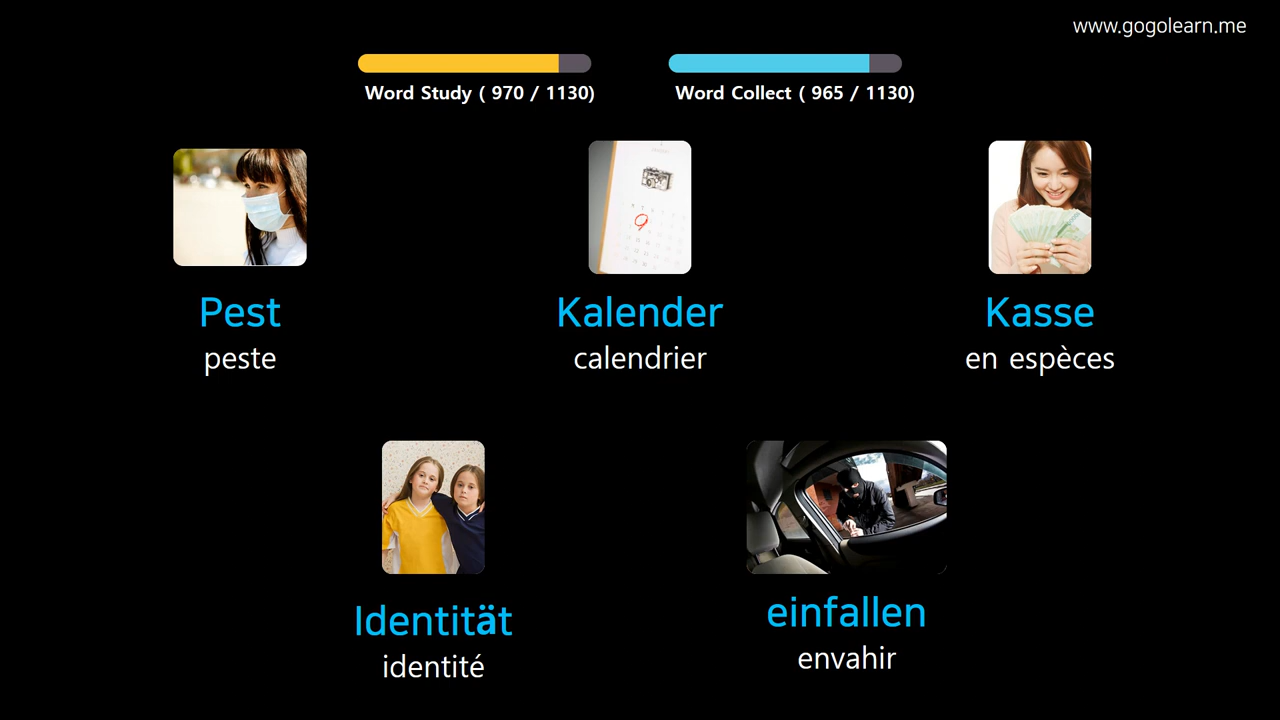 www.gogolearn.me
Word Study ( 970 / 1130)
Word Collect ( 965 / 1130)
Pest
peste
Kalender
calendrier
Kasse
en espèces
Identität
identité
einfallen
envahir